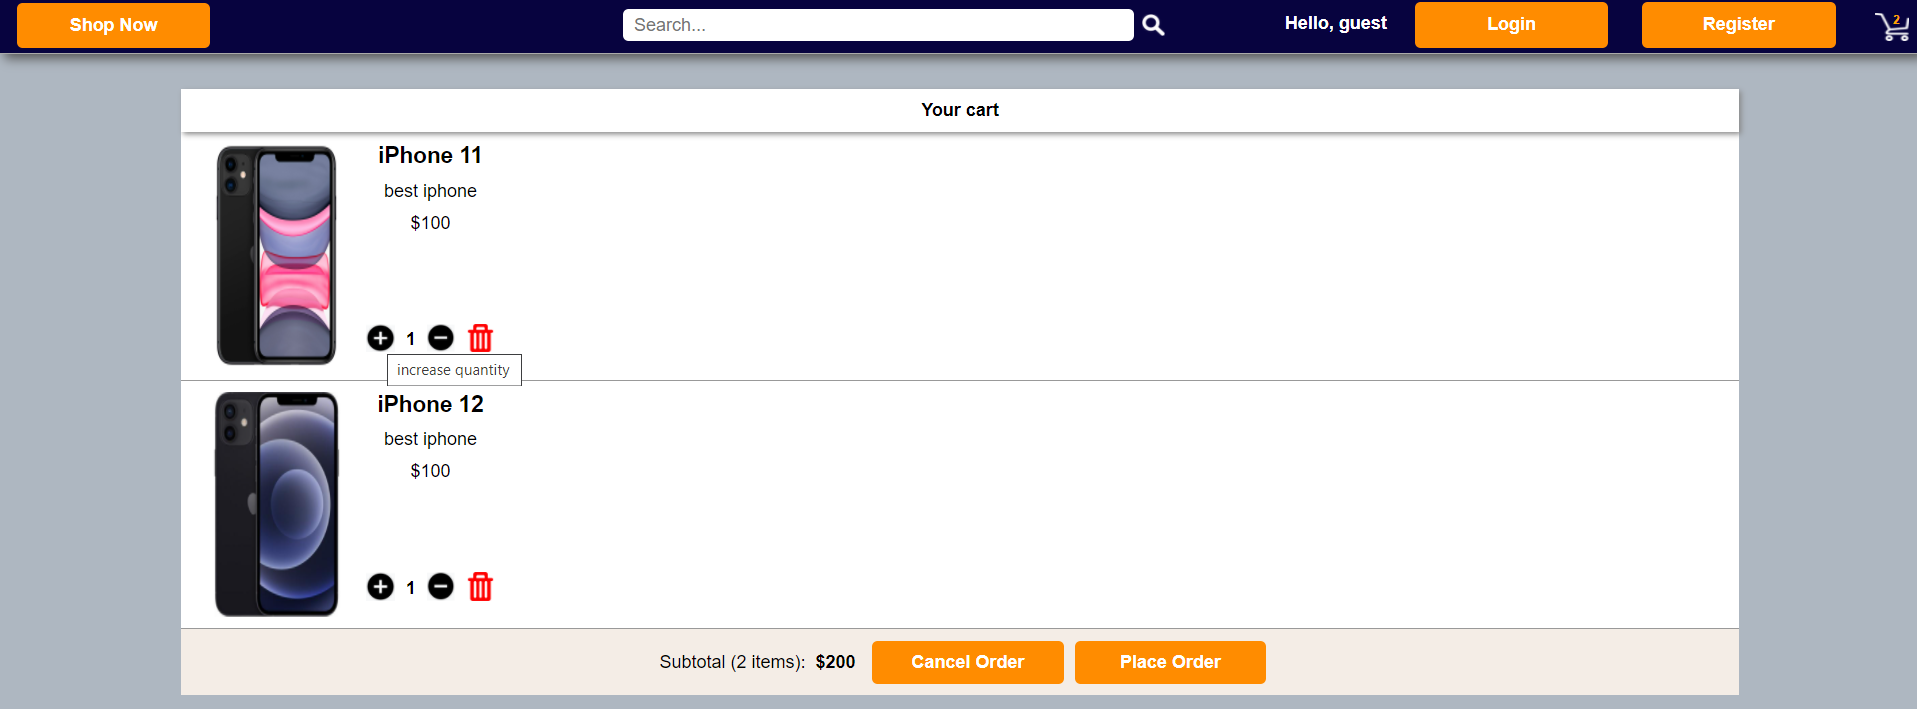 Shop Now
Search...
Hello, guest
Login
Register
2
Your cart
iPhone 11
best iphone
$100
1
increase quantity
iPhone 12
best iphone
$100
1
Subtotal (2 items): $200
Cancel Order
Place Order